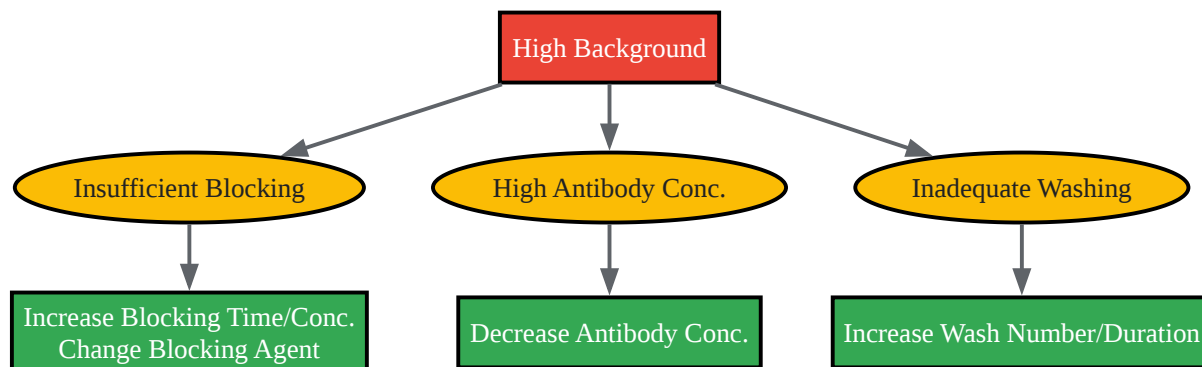 High Background
Insufficient Blocking
High Antibody Conc.
Inadequate Washing
Increase Blocking Time/Conc.
Change Blocking Agent
Decrease Antibody Conc.
Increase Wash Number/Duration